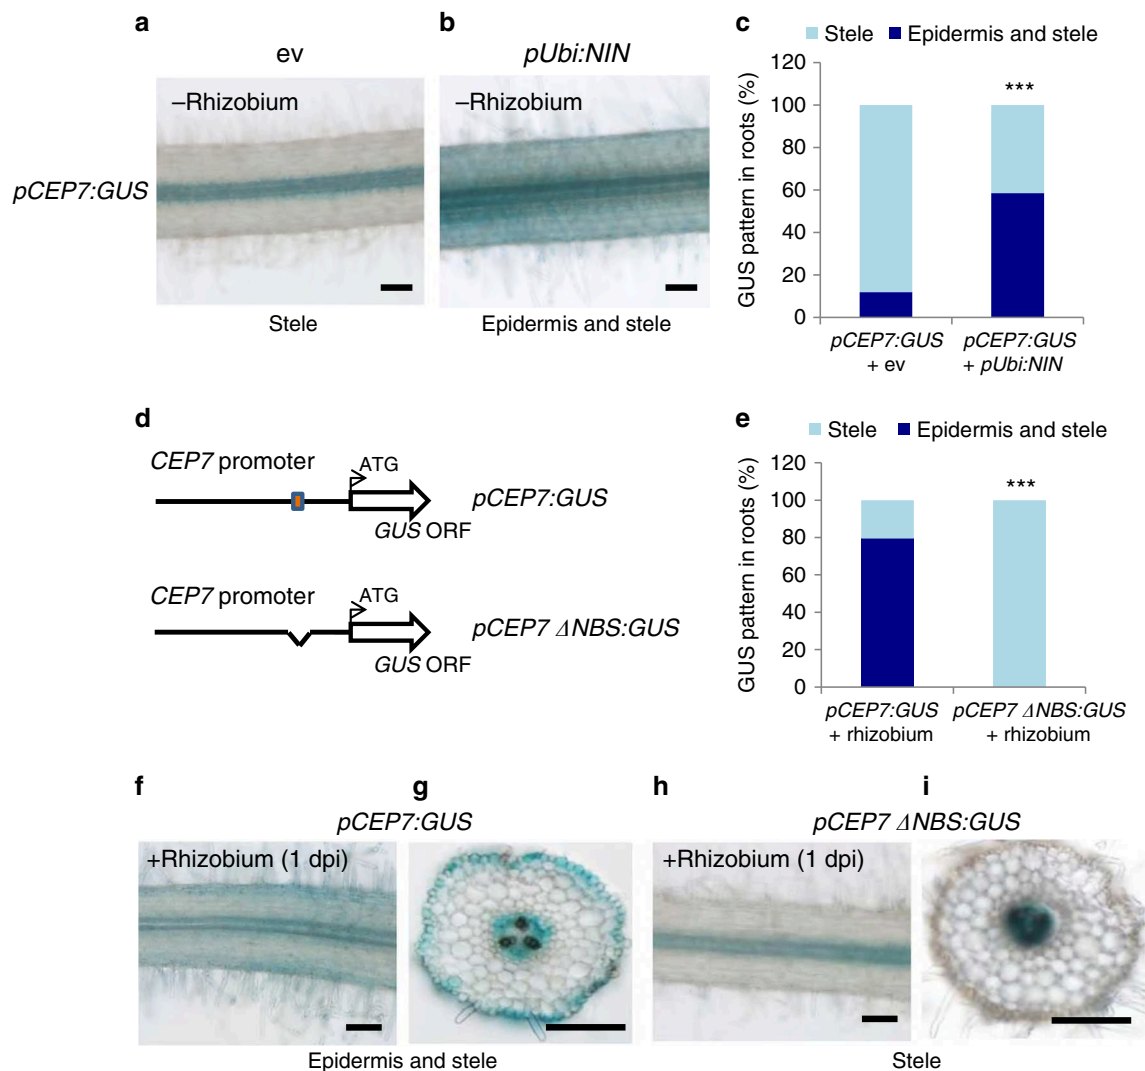 a
ev
–Rhizobium
pCEP7:GUS
Stele
b
pUbi:NIN
–Rhizobium
Epidermis and stele
c
Stele Epidermis and stele
GUS pattern in roots (%)
120
100
80
60
40
20
0
***
pCEP7:GUS
+ ev
pCEP7:GUS
+ pUbi:NIN
d
CEP7 promoter
ATG
GUS ORF
pCEP7:GUS
CEP7 promoter
ATG
GUS ORF
pCEP7 ΔNBS:GUS
e
Stele Epidermis and stele
GUS pattern in roots (%)
120
100
80
60
40
20
0
***
pCEP7:GUS
+ rhizobium
pCEP7 ΔNBS:GUS
+ rhizobium
f
g
pCEP7:GUS
+Rhizobium (1 dpi)
Epidermis and stele
h
i
pCEP7 ΔNBS:GUS
+Rhizobium (1 dpi)
Stele